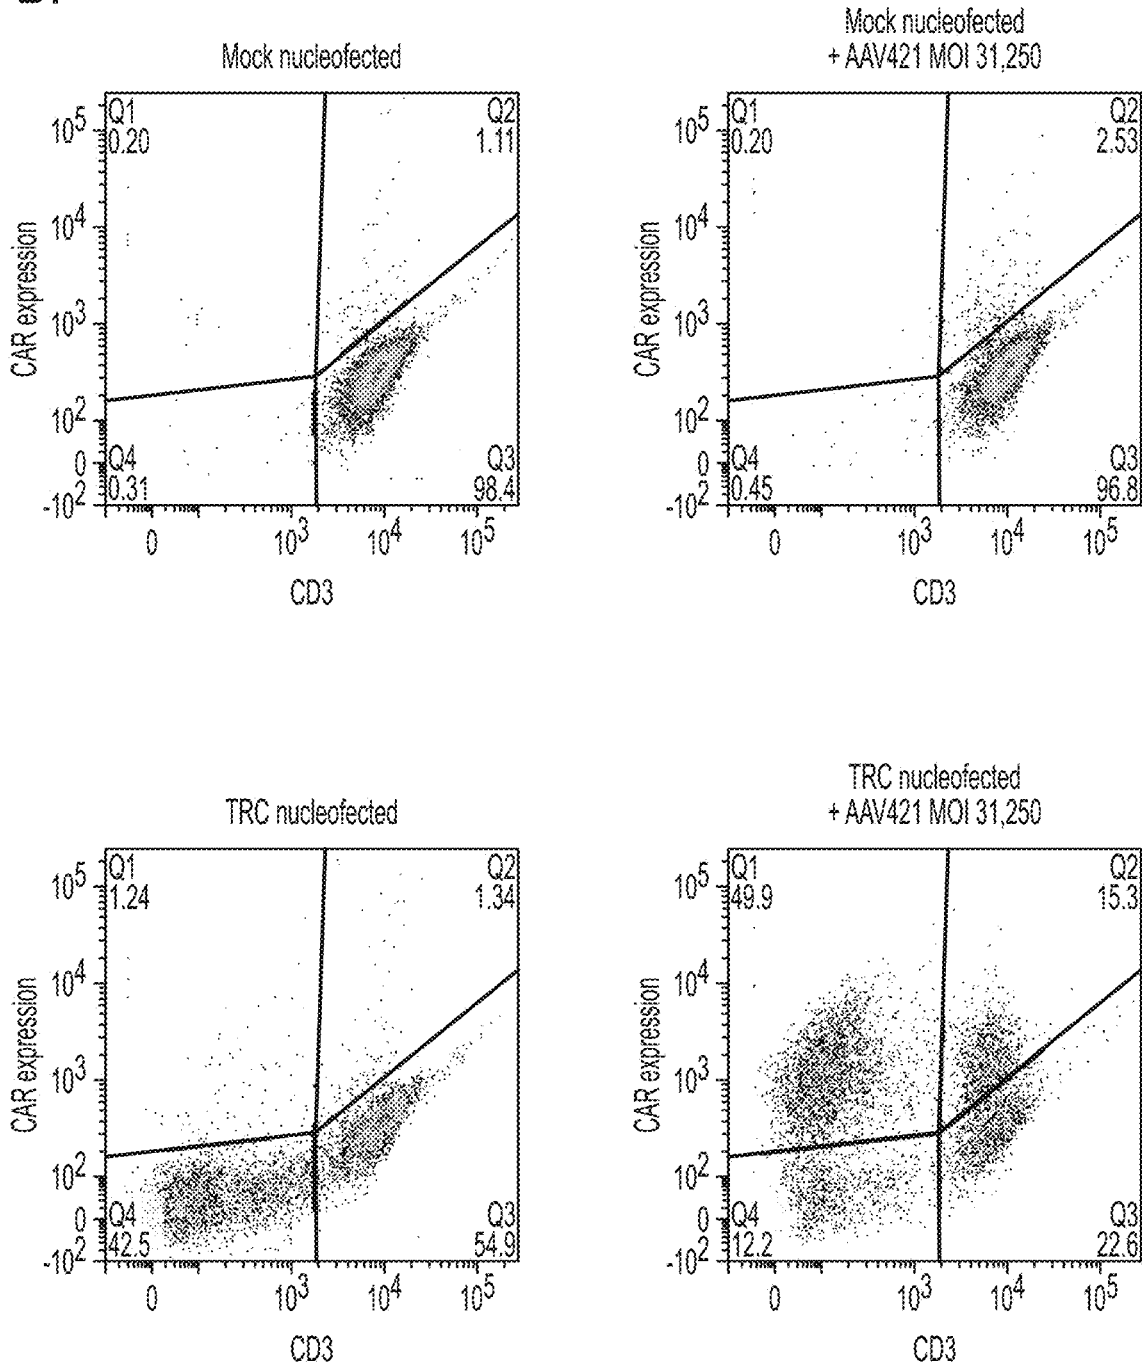 Mock nucleofected
Q1
0.20
Q2
1.11
10^5
10^4
10^3
10^2
0
-10^2
CAR expression
Q4
0.31
Q3
98.4
0
10^3
10^4
10^5
CD3
Mock nucleofected
+ AAV421 MOI 31,250
Q1
0.20
Q2
2.53
10^5
10^4
10^3
10^2
0
-10^2
CAR expression
Q4
0.45
Q3
96.8
0
10^3
10^4
10^5
CD3
TRC nucleofected
Q1
1.24
Q2
1.34
10^5
10^4
10^3
10^2
0
-10^2
CAR expression
Q4
42.5
Q3
54.9
0
10^3
10^4
10^5
CD3
TRC nucleofected
+ AAV421 MOI 31,250
Q1
49.9
Q2
15.3
10^5
10^4
10^3
10^2
0
-10^2
CAR expression
Q4
12.2
Q3
22.6
0
10^3
10^4
10^5
CD3